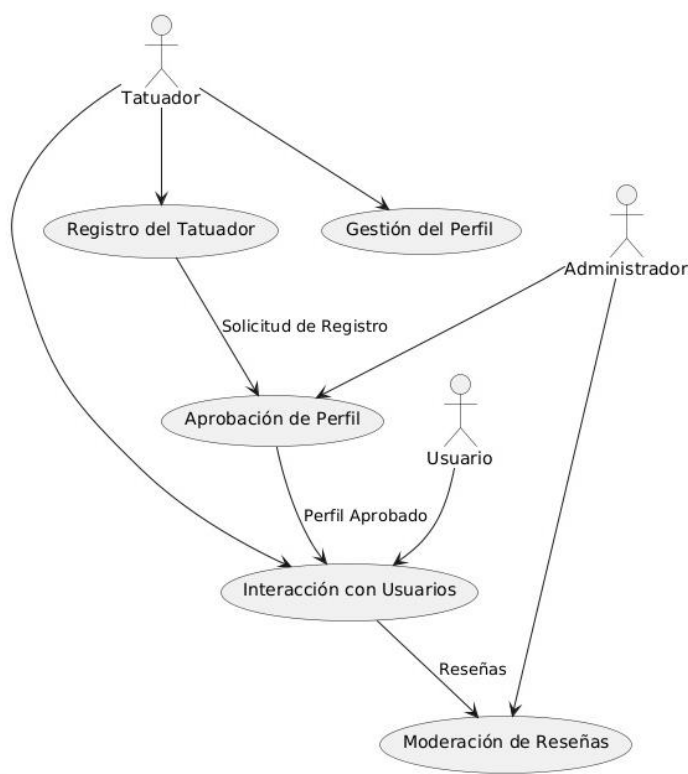 Tatuador
Registro del Tatuador
Gestión del Perfil
Administrador
Solicitud de Registro
Aprobación de Perfil
Usuario
Perfil Aprobado
Interacción con Usuarios
Reseñas
Moderación de Reseñas